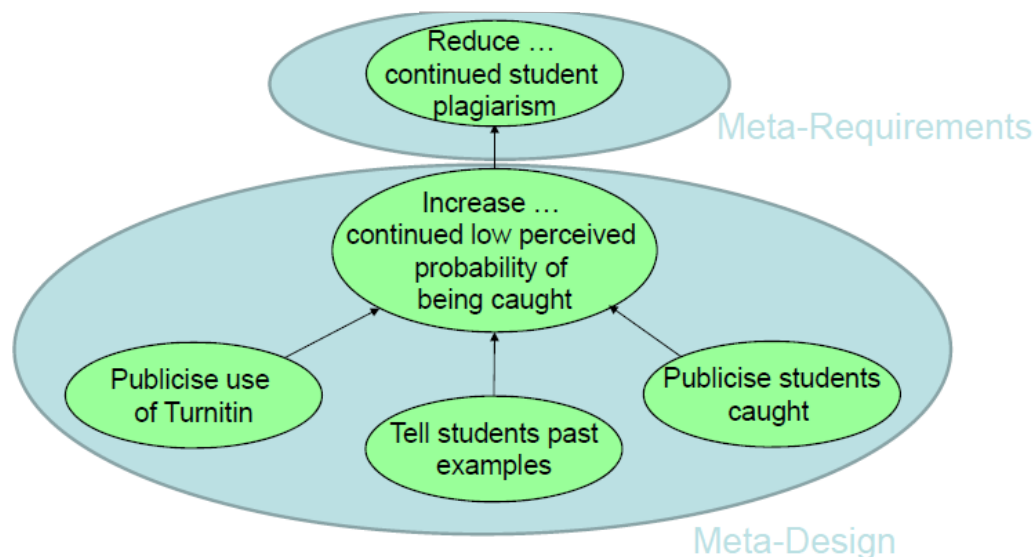 Reduce …
continued student
plagiarism
Meta-Requirements
Increase …
continued low perceived
probability of
being caught
Publicise use
of Turnitin
Tell students past
examples
Publicise students
caught
Meta-Design